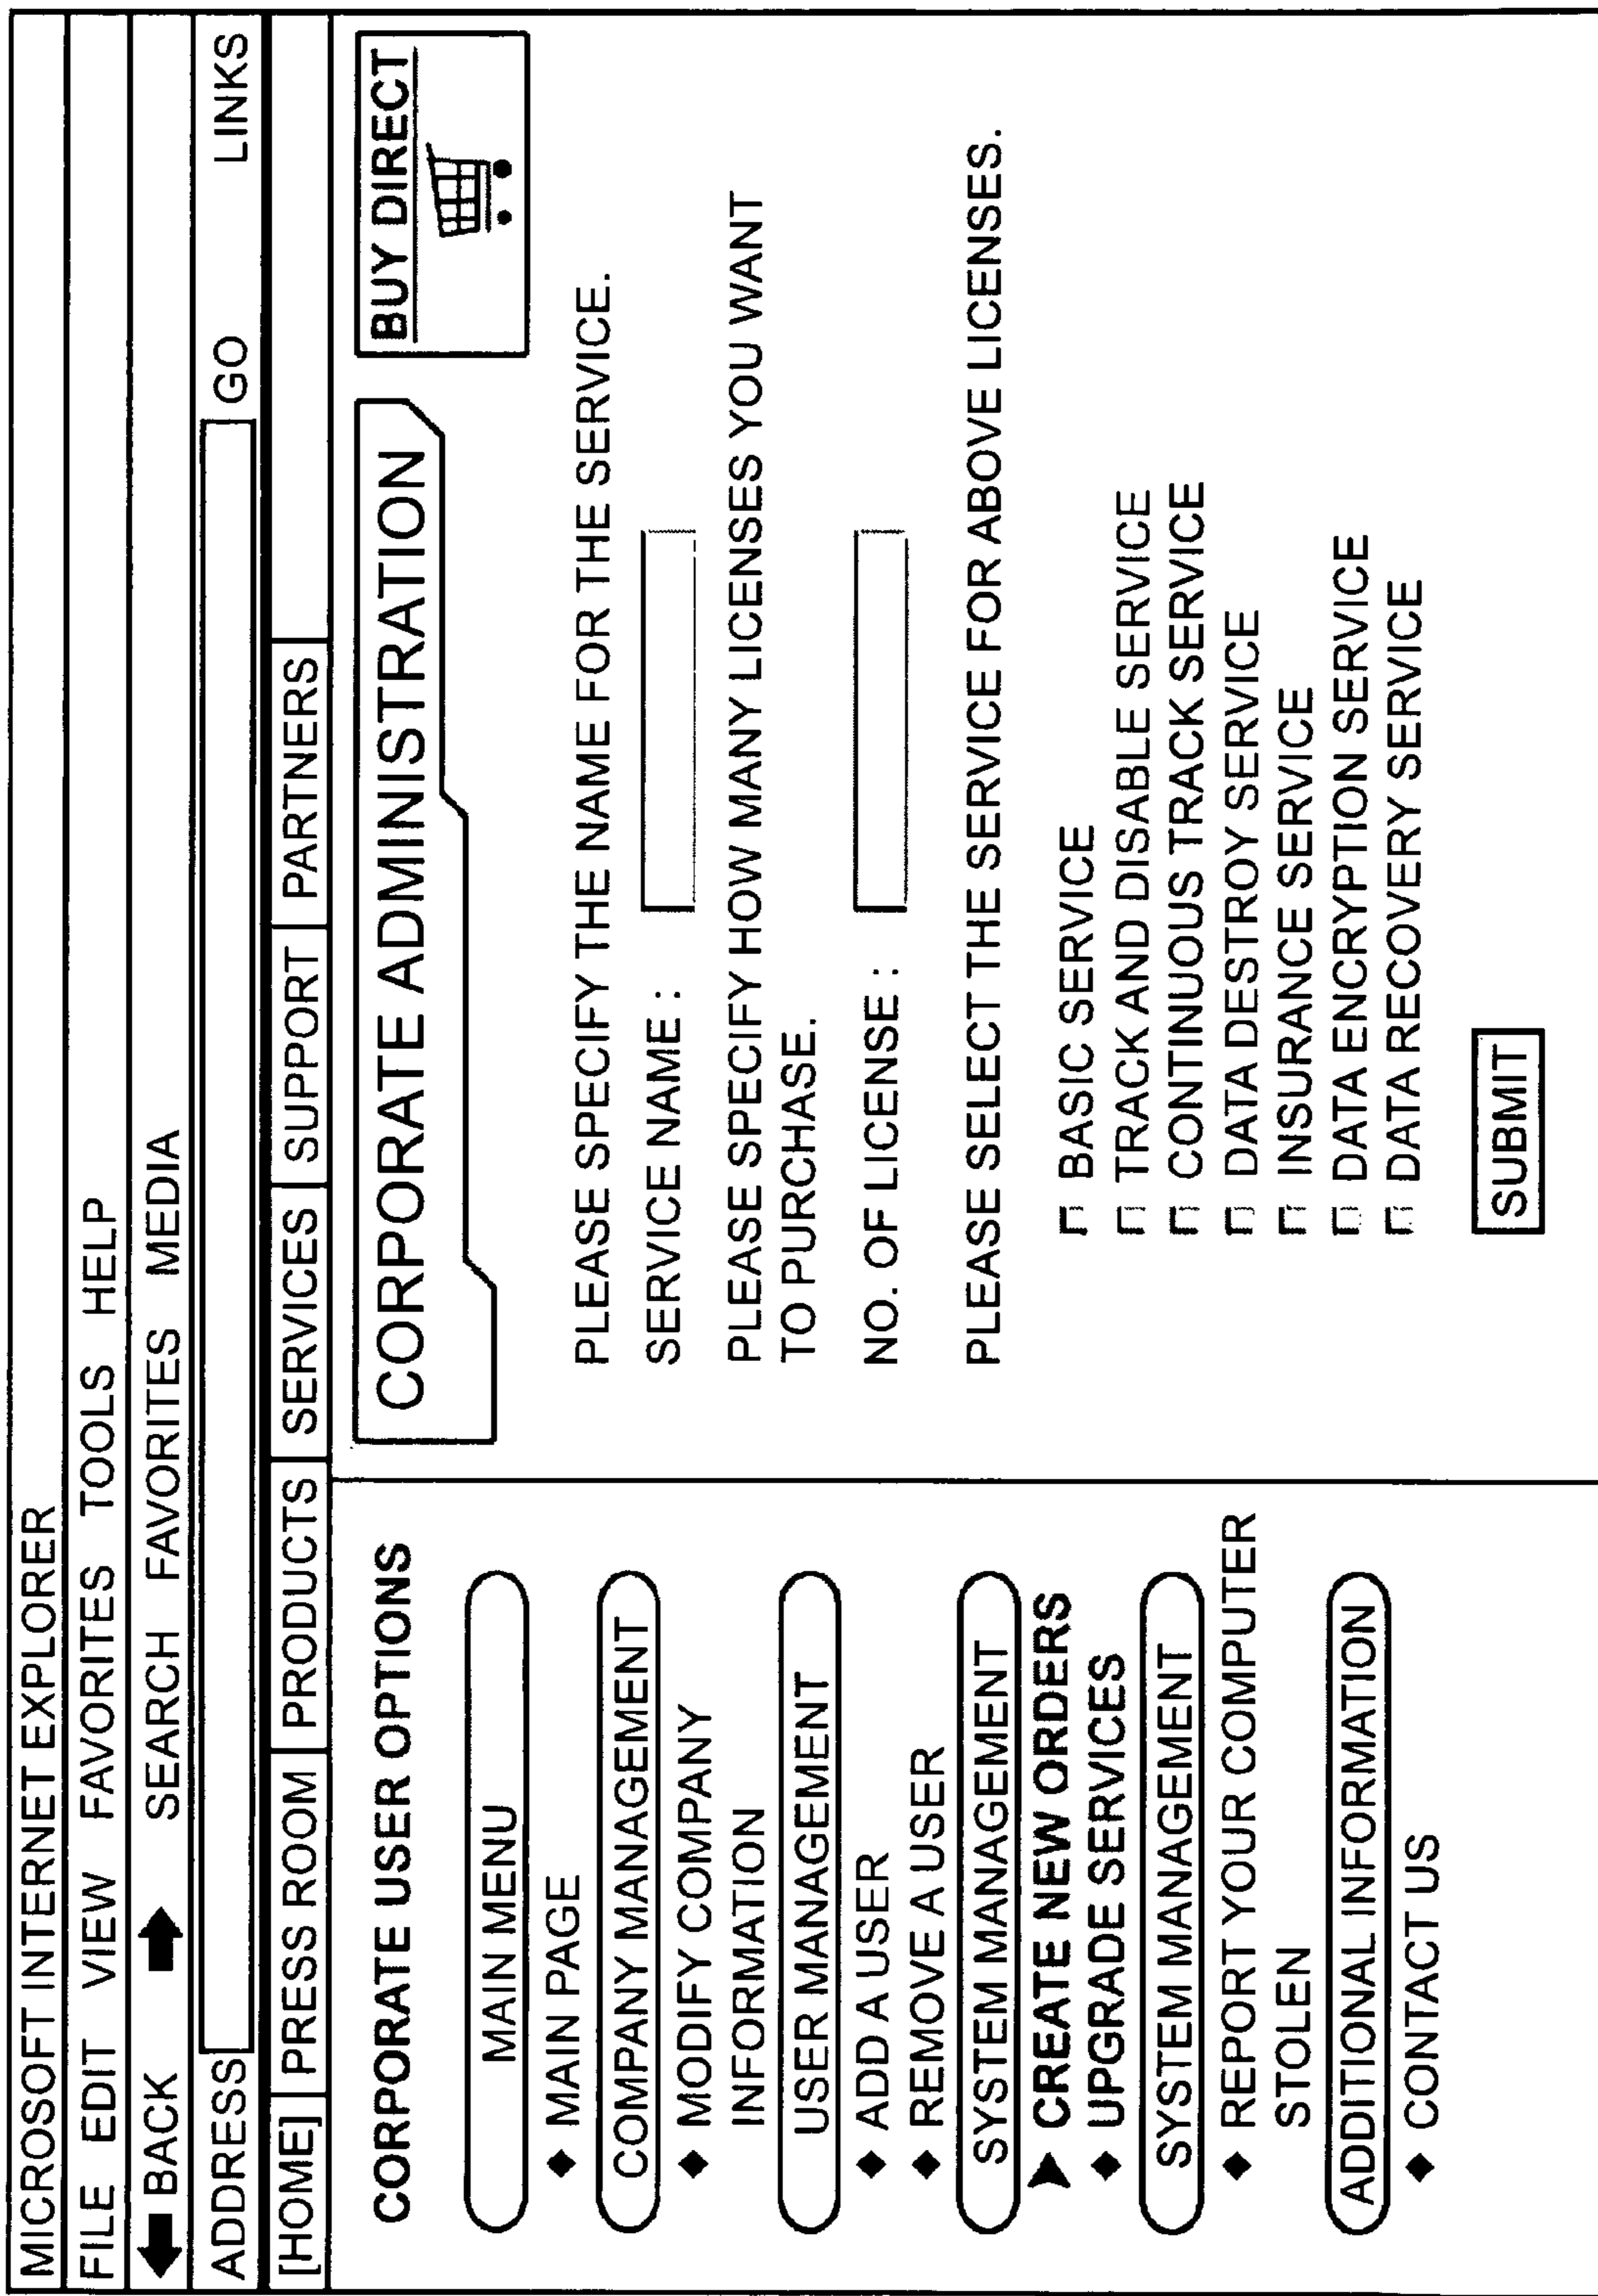 MICROSOFT INTERNET EXPLORER
FILE EDIT VIEW FAVORITES TOOLS HELP
BACK SEARCH FAVORITES MEDIA
ADDRESS GO LINKS
[HOME] PRESS ROOM PRODUCTS SERVICES SUPPORT PARTNERS
CORPORATE USER OPTIONS
MAIN MENU
◆ MAIN PAGE
COMPANY MANAGEMENT
◆ MODIFY COMPANY
INFORMATION
USER MANAGEMENT
◆ ADD A USER
◆ REMOVE A USER
SYSTEM MANAGEMENT
➤ CREATE NEW ORDERS
◆ UPGRADE SERVICES
SYSTEM MANAGEMENT
◆ REPORT YOUR COMPUTER
STOLEN
ADDITIONAL INFORMATION
◆ CONTACT US
CORPORATE ADMINISTRATION
BUY DIRECT
PLEASE SPECIFY THE NAME FOR THE SERVICE.
SERVICE NAME :
PLEASE SPECIFY HOW MANY LICENSES YOU WANT
TO PURCHASE.
NO. OF LICENSE :
PLEASE SELECT THE SERVICE FOR ABOVE LICENSES.
BASIC SERVICE
TRACK AND DISABLE SERVICE
CONTINUOUS TRACK SERVICE
DATA DESTROY SERVICE
INSURANCE SERVICE
DATA ENCRYPTION SERVICE
DATA RECOVERY SERVICE
SUBMIT